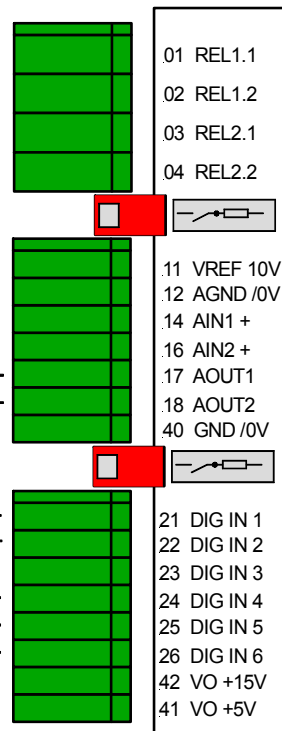 01 REL1.1
02 REL1.2
03 REL2.1
04 REL2.2
11 VREF 10V
12 AGND /0V
14 AIN1 +
16 AIN2 +
17 AOUT1
18 AOUT2
40 GND /0V
21 DIG IN 1
22 DIG IN 2
23 DIG IN 3
24 DIG IN 4
25 DIG IN 5
26 DIG IN 6
42 VO +15V
41 VO +5V